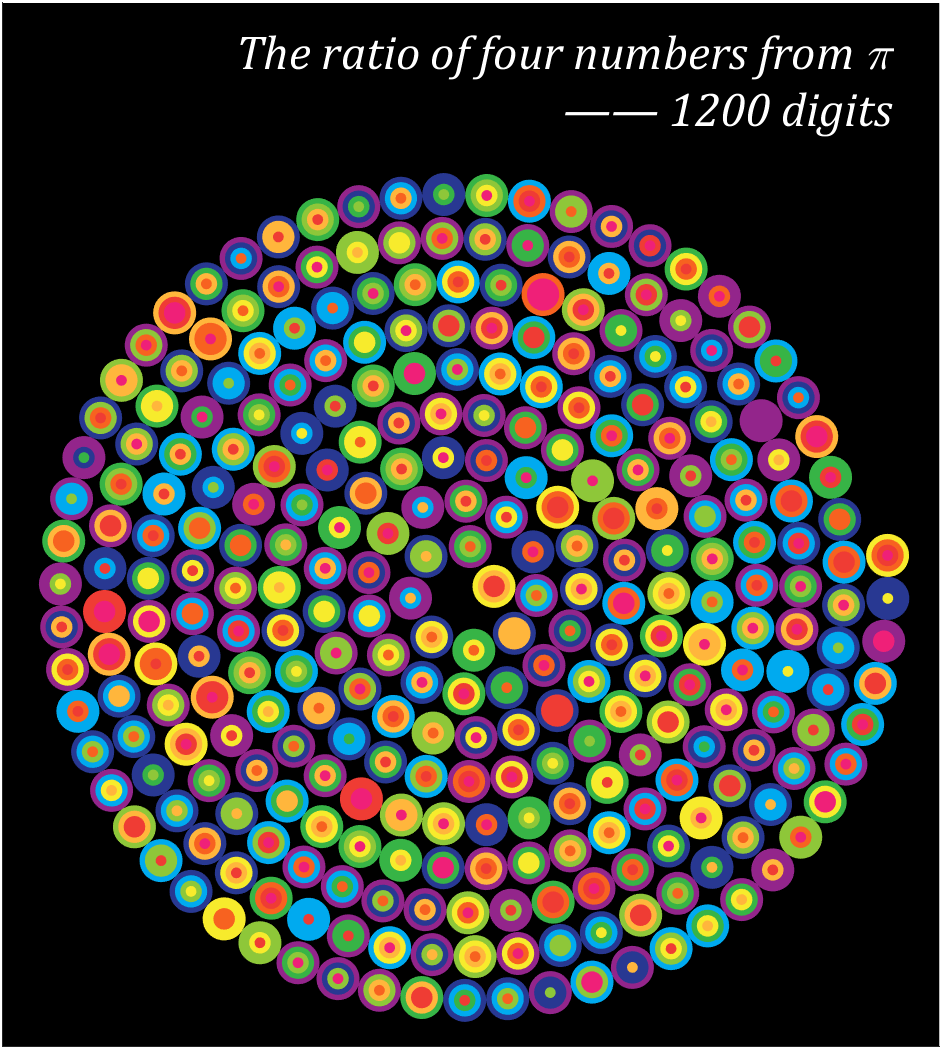 The ratio of four numbers from π
—— 1200 digits